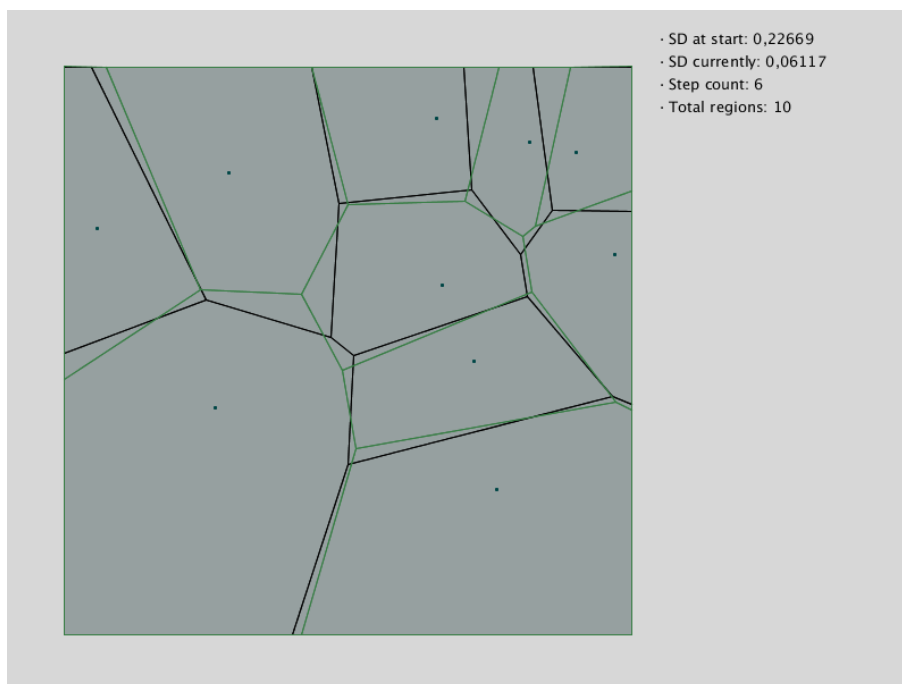 · SD at start: 0,22669
· SD currently: 0,06117
· Step count: 6
· Total regions: 10